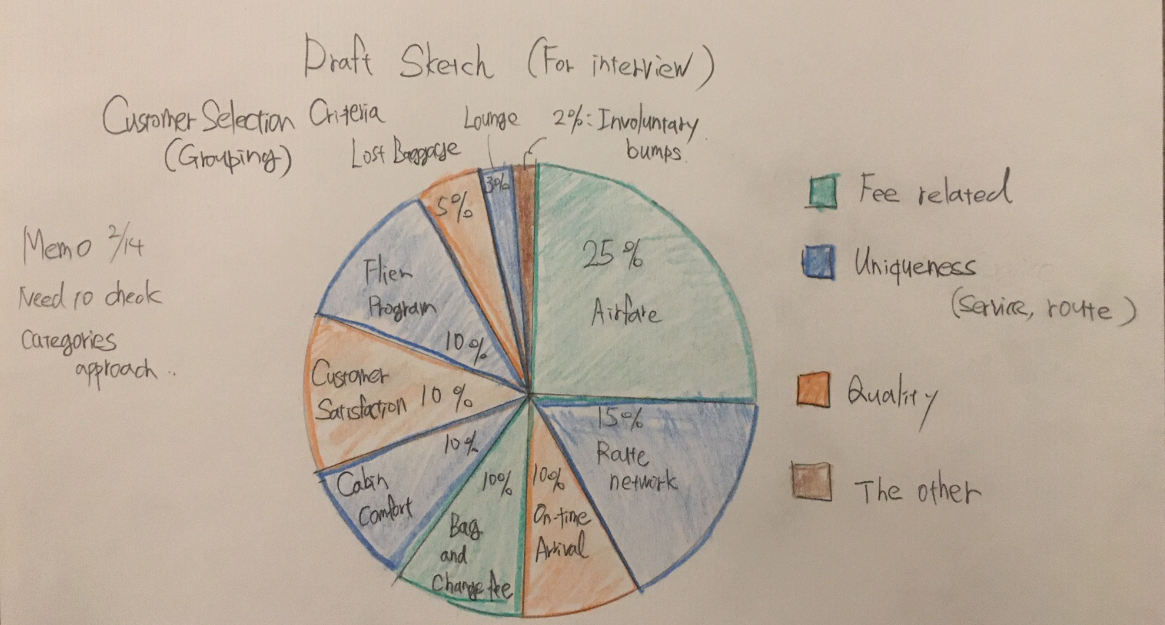 Draft Sketch (For interview)
Customer Selection Criteria
(Grouping)
Lost Baggage
Lounge
2%: Involuntary
bumps
Memo 2/14
Need to check
Categories
approach..
5%
3%
25%
Airfare
15%
Route
network
10%
On-time
Arrival
10%
Bag
and
Change fee
10%
Cabin
Comfort
Customer
Satisfaction 10%
Flier
Program
10%
Fee related
Uniqueness
(Service, route)
Quality
The other